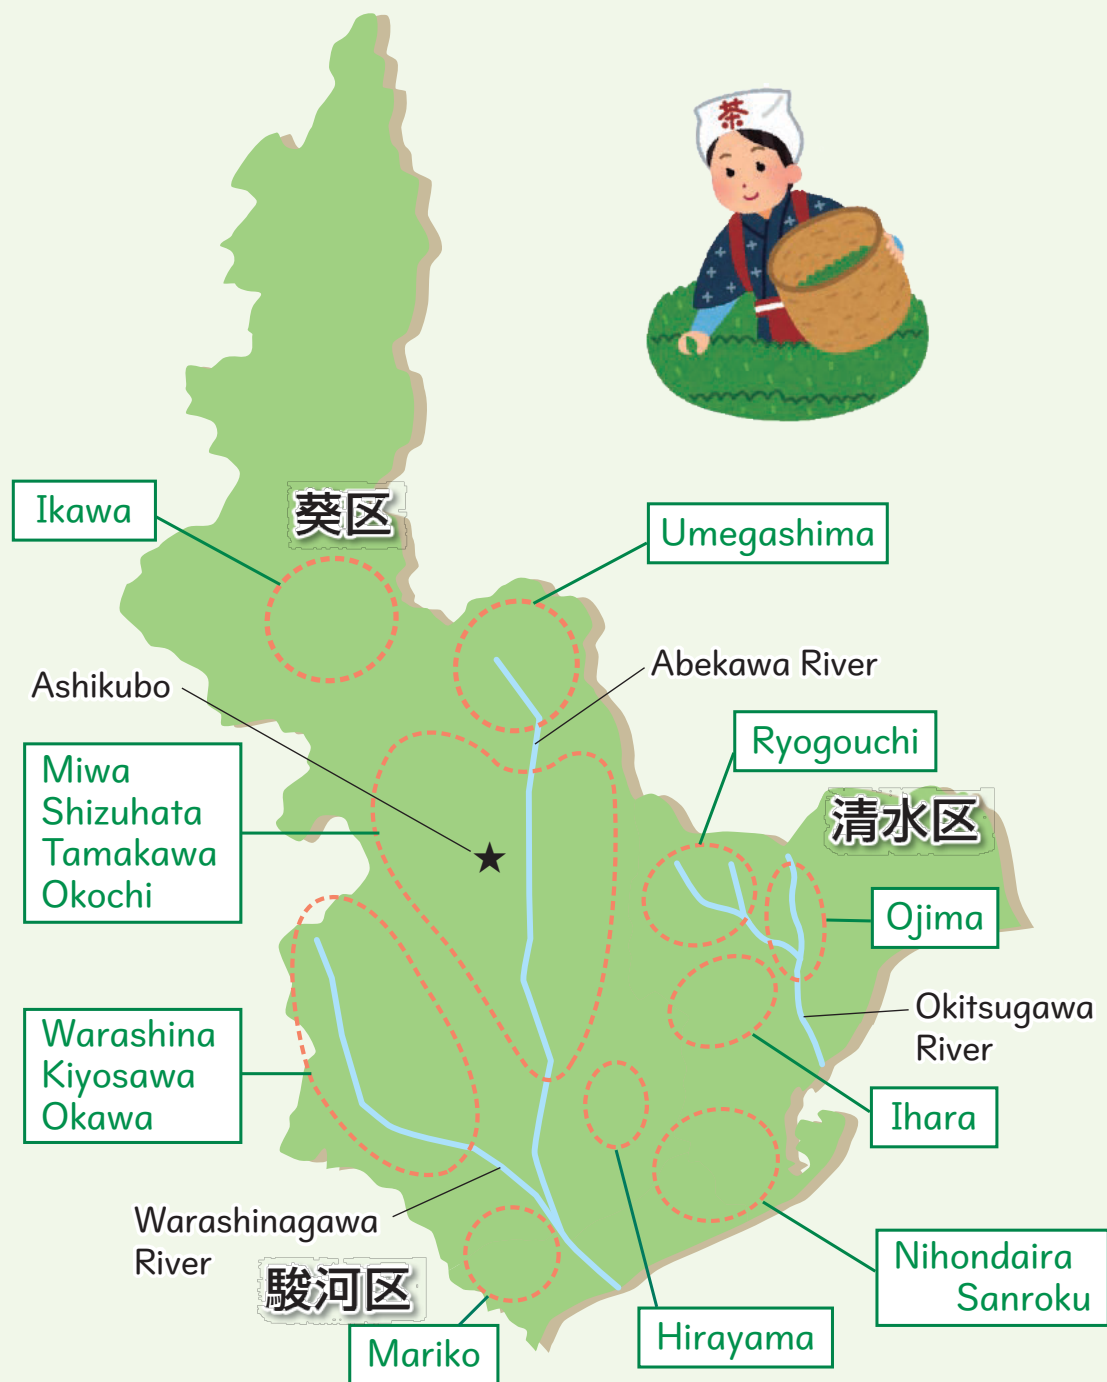 茶
Ikawa
葵区
Umegashima
Ashikubo
Abekawa River
Ryogouchi
Miwa
Shizuhata
Tamakawa
Okochi
清水区
Ojima
Warashina
Kiyosawa
Okawa
Okitsugawa
River
Ihara
Warashinagawa
River
駿河区
Nihondaira
Sanroku
Hirayama
Mariko